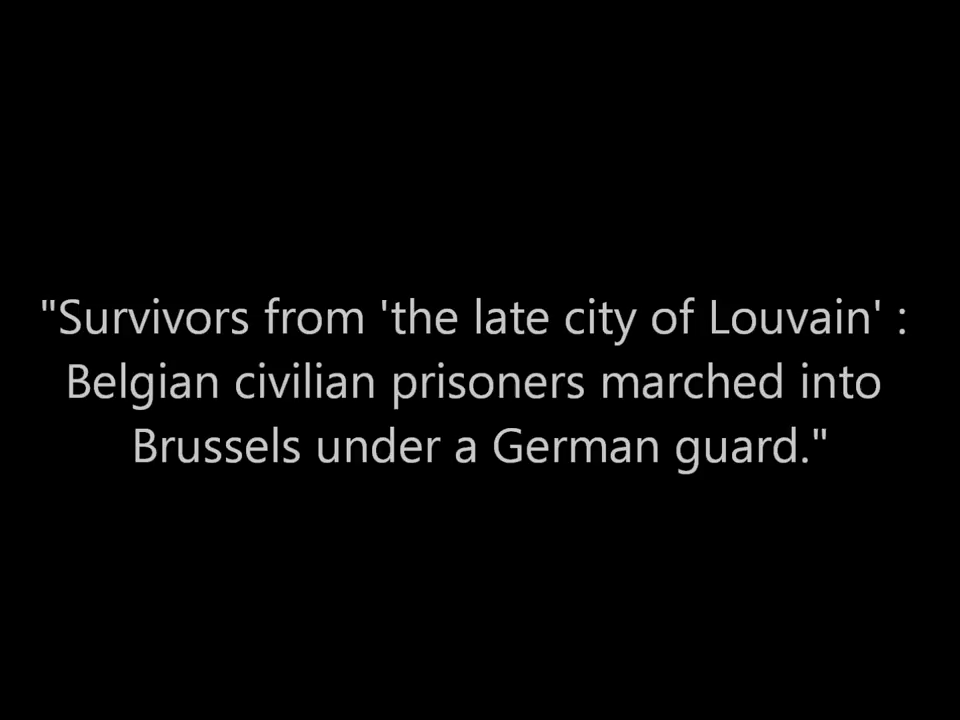 "Survivors from 'the late city of Louvain' :
Belgian civilian prisoners marched into
Brussels under a German guard."